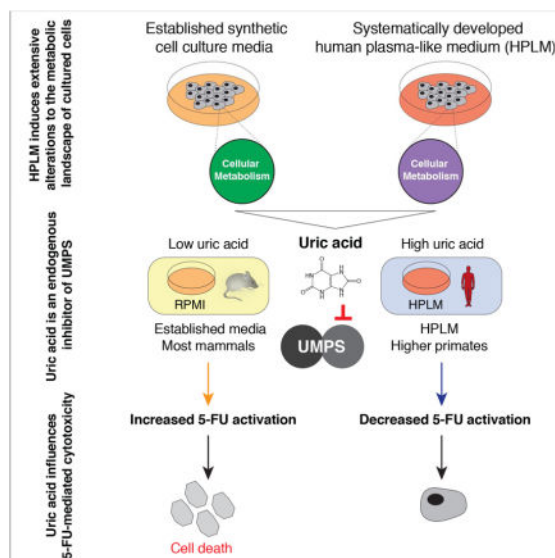 Established synthetic
cell culture media
Systematically developed
human plasma-like medium (HPLM)
HPLM induces extensive
alterations to the metabolic
landscape of cultured cells
Cellular
Metabolism
Cellular
Metabolism
Uric acid is an endogenous
inhibitor of UMPS
Low uric acid
RPMI
Established media
Most mammals
Uric acid
O
HN
N
H
O
N
H
H
N
O
UMPS
High uric acid
HPLM
HPLM
Higher primates
Uric acid influences
5-FU-mediated cytotoxicity
Increased 5-FU activation
Decreased 5-FU activation
Cell death